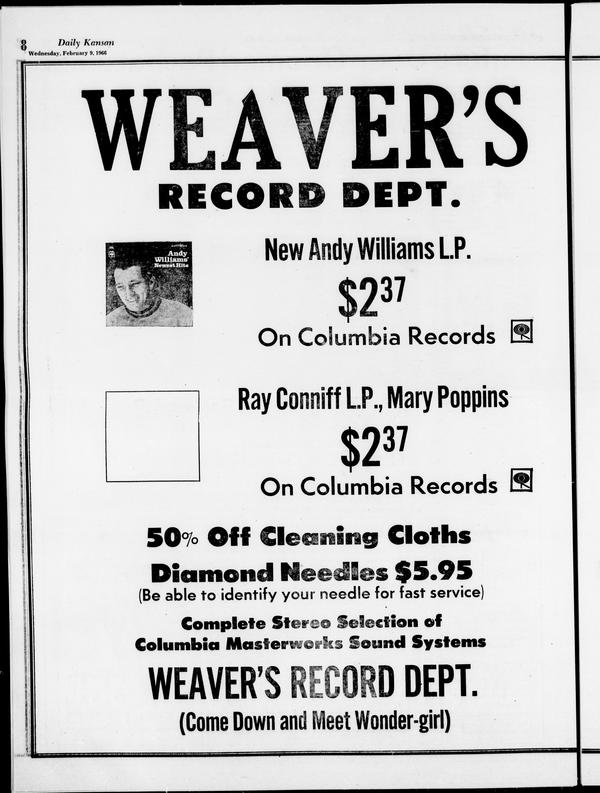 8 Daily Kansan
Wednesday, February 9, 1966
WEAVER'S
RECORD DEPT.
Andy
Williams'
Newest Hits
New Andy Williams L.P.
$2 37
On Columbia Records
Ray Conniff L.P., Mary Poppins
$2 37
On Columbia Records
50% Off Cleaning Cloths
Diamond Needles $5.95
(Be able to identify your needle for fast service)
Complete Stereo Selection of
Columbia Masterworks Sound Systems
WEAVER'S RECORD DEPT.
(Come Down and Meet Wonder-girl)